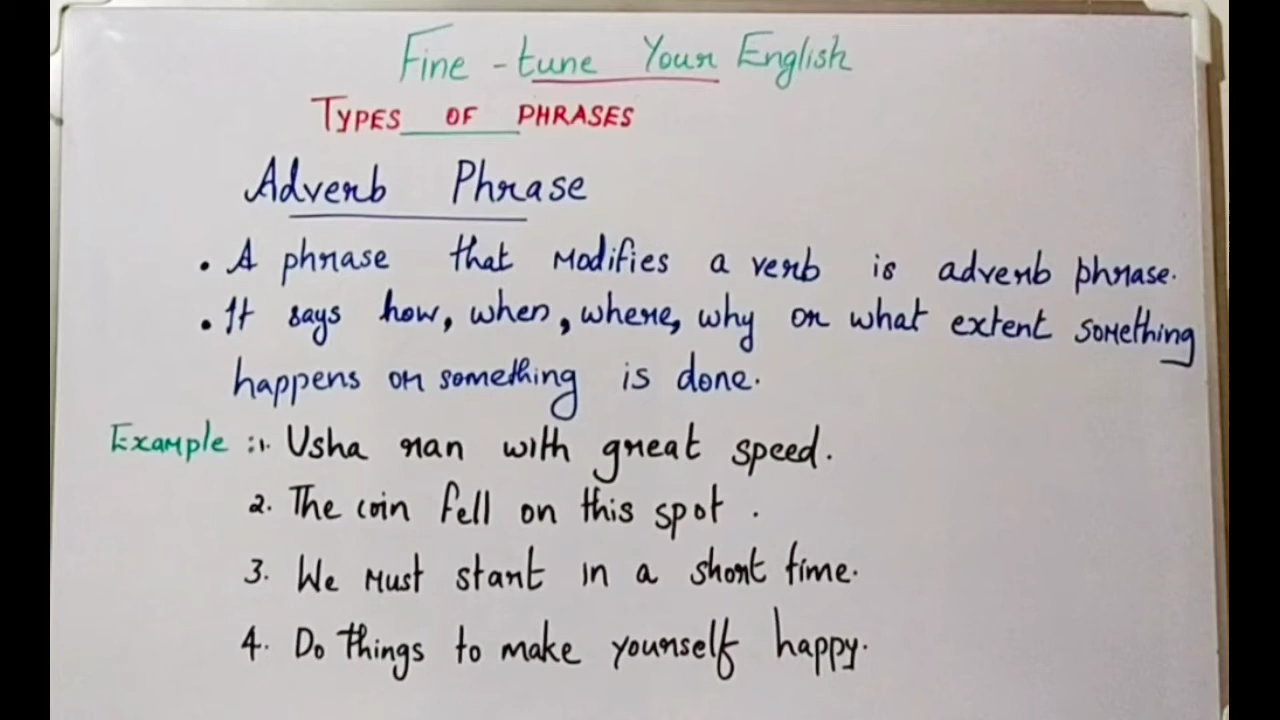 Fine - tune Your English
TYPES OF PHRASES
Adverb Phrase
• A phrase that modifies a verb is adverb phrase.
• It says how, when, where, why or what extent something
happens or something is done.
Example :1. Usha ran with great speed.
2. The coin fell on this spot .
3. We must start in a short time.
4. Do things to make yourself happy.